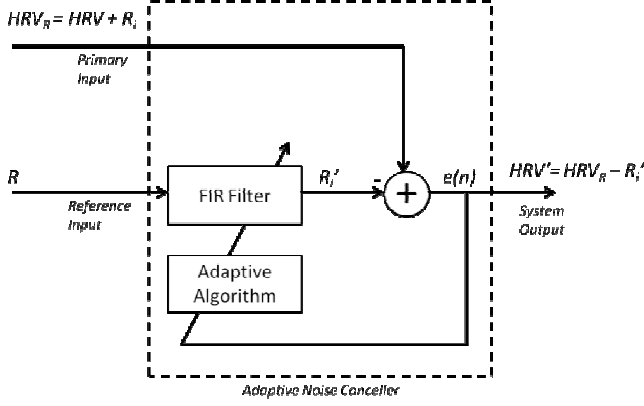 HRV_R = HRV + R_i
Primary
Input
R
Reference
Input
FIR Filter
R_i'
-
+
e(n)
HRV' = HRV_R – R_i'
System
Output
Adaptive
Algorithm
Adaptive Noise Canceller